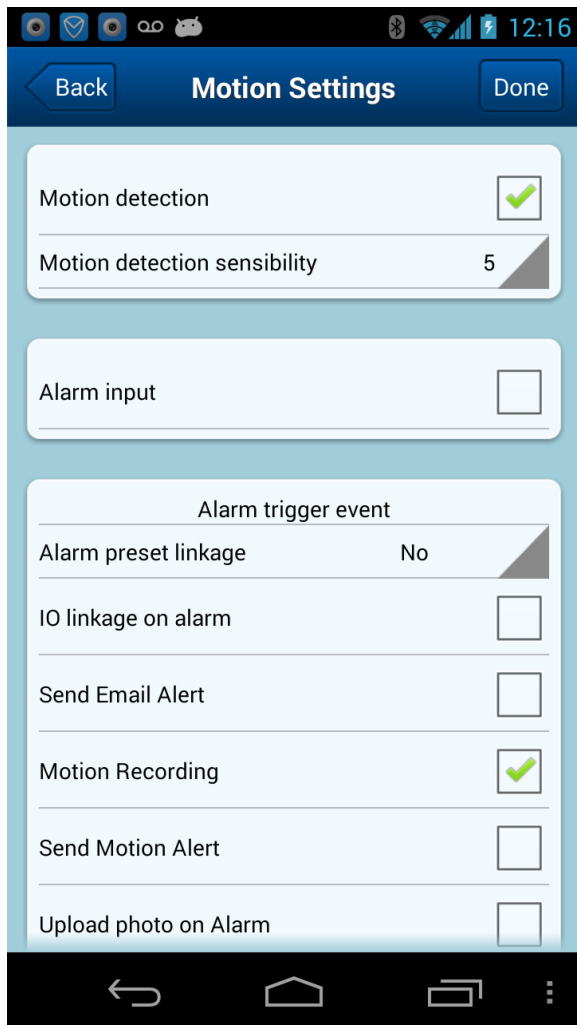 12:16
Back Motion Settings Done
Motion detection
Motion detection sensibility 5
Alarm input
Alarm trigger event
Alarm preset linkage No
IO linkage on alarm
Send Email Alert
Motion Recording
Send Motion Alert
Upload photo on Alarm